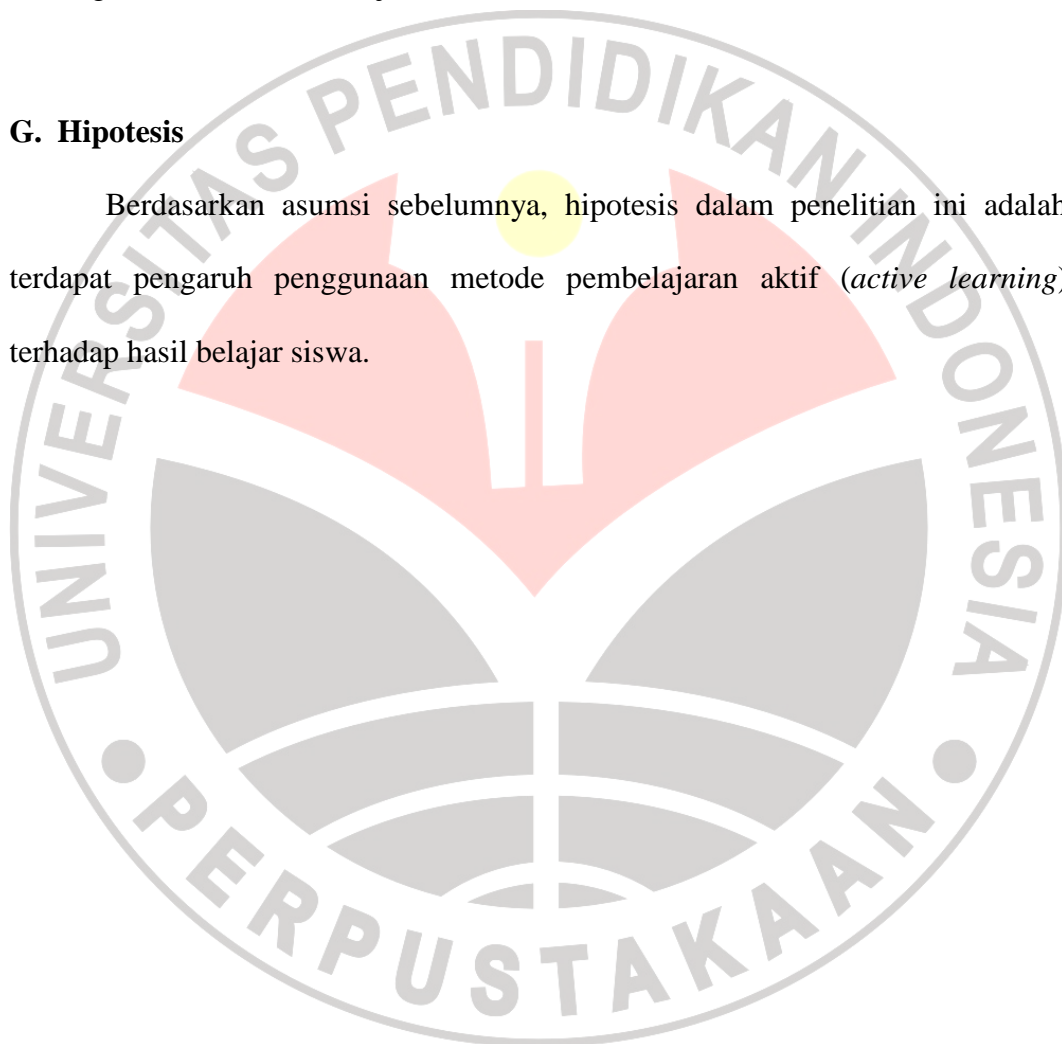 G. Hipotesis
Berdasarkan asumsi sebelumnya, hipotesis dalam penelitian ini adalah
terdapat pengaruh penggunaan metode pembelajaran aktif (active learning)
terhadap hasil belajar siswa.
UNIVERSITAS PENDIDIKAN INDONESIA
PERPUSTAKAAN